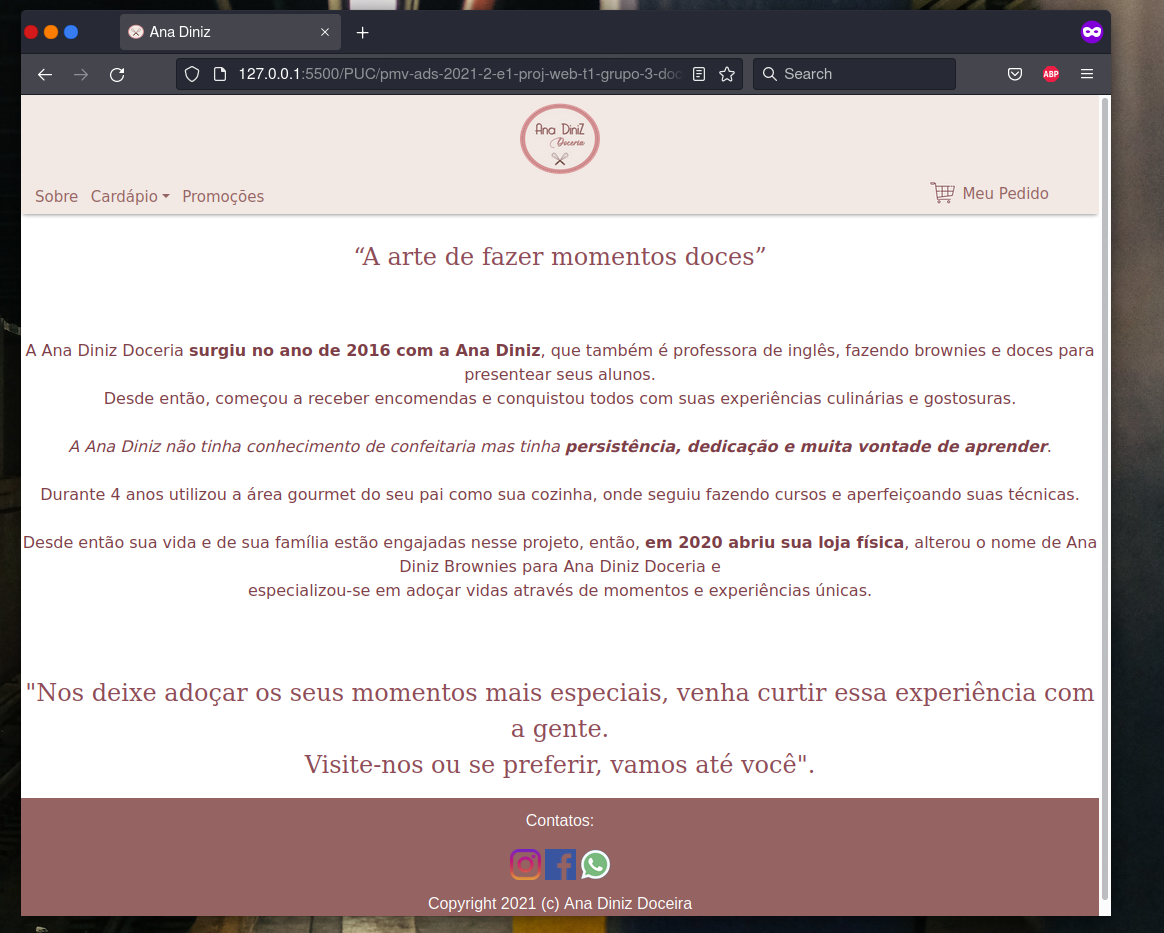 Ana Diniz
127.0.0.1:5500/PUC/pmv-ads-2021-2-e1-proj-web-t1-grupo-3-doc
Search
ABP
Ana DiniZ
Doceria
Sobre Cardápio Promoções
Meu Pedido
“A arte de fazer momentos doces”
A Ana Diniz Doceria surgiu no ano de 2016 com a Ana Diniz, que também é professora de inglês, fazendo brownies e doces para
presentear seus alunos.
Desde então, começou a receber encomendas e conquistou todos com suas experiências culinárias e gostosuras.
A Ana Diniz não tinha conhecimento de confeitaria mas tinha persistência, dedicação e muita vontade de aprender.
Durante 4 anos utilizou a área gourmet do seu pai como sua cozinha, onde seguiu fazendo cursos e aperfeiçoando suas técnicas.
Desde então sua vida e de sua família estão engajadas nesse projeto, então, em 2020 abriu sua loja física, alterou o nome de Ana
Diniz Brownies para Ana Diniz Doceria e
especializou-se em adoçar vidas através de momentos e experiências únicas.
"Nos deixe adoçar os seus momentos mais especiais, venha curtir essa experiência com
a gente.
Visite-nos ou se preferir, vamos até você".
Contatos:
Copyright 2021 (c) Ana Diniz Doceira